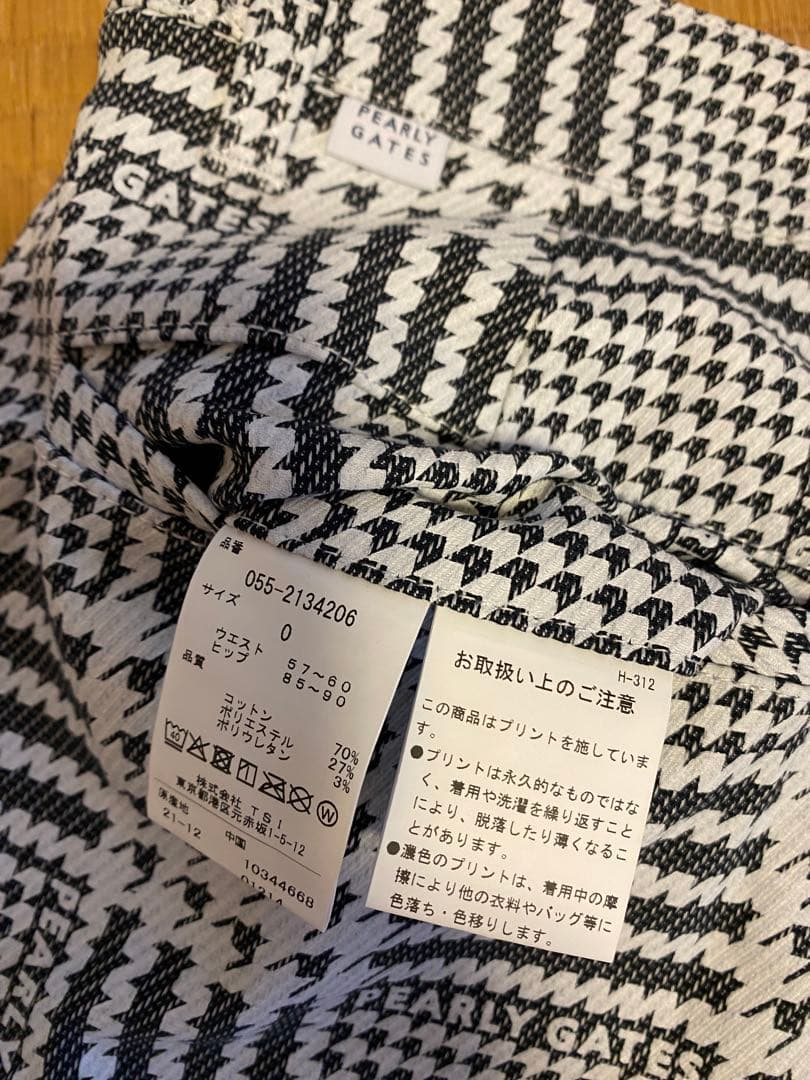 PEARLY
GATES
Y GATES
品番
055-2134206
サイズ
0
ウエスト 57~60
ヒップ 85~90
品質
コットン 70%
ポリエステル 27%
ポリウレタン 3%
40
W
株式会社 TSI
東京都港区元赤坂1-5-12
原産地
21-12 中国
10344668
H-312
お取扱い上のご注意
この商品はプリントを施していま
す。
●プリントは永久的なものではな
く、着用や洗濯を繰り返すこと
により、脱落したり薄くなるこ
とがあります。
●濃色のプリントは、着用中の摩
擦により他の衣料やバッグ等に
色落ち・色移りします。
PEARLY
PEARLY GATES